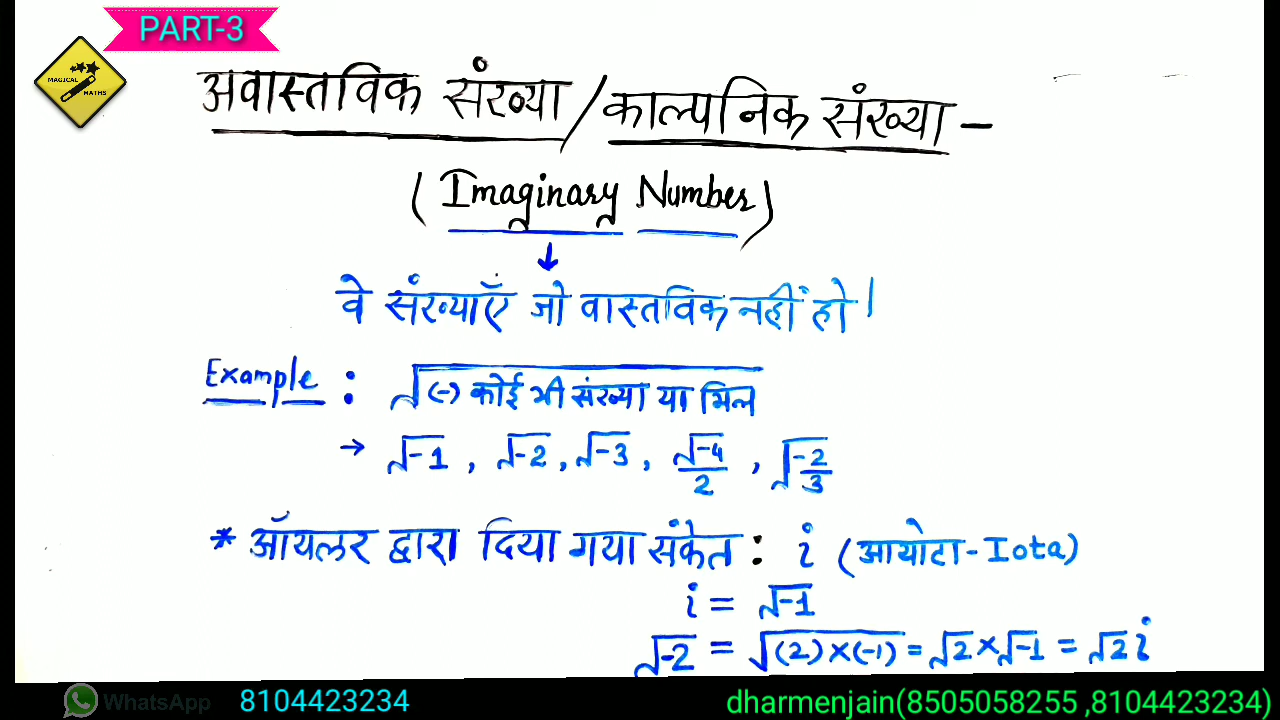 PART-3
MAGICAL
MATHS
अवास्तविक संख्या / काल्पनिक संख्या –
(Imaginary Number)
↓
वे संख्याएँ जो वास्तविक नहीं हो।
Example : √(-) कोई भी संख्या या भिन्न
→ √-1 , √-2 , √-3 , √-4/2 , √-2/3
* ऑयलर द्वारा दिया गया संकेत : i (आयोटा - Iota)
i = √-1
√-2 = √(2)×(-1) = √2 × √-1 = √2 i
WhatsApp 8104423234 dharmenjain(8505058255 ,8104423234)